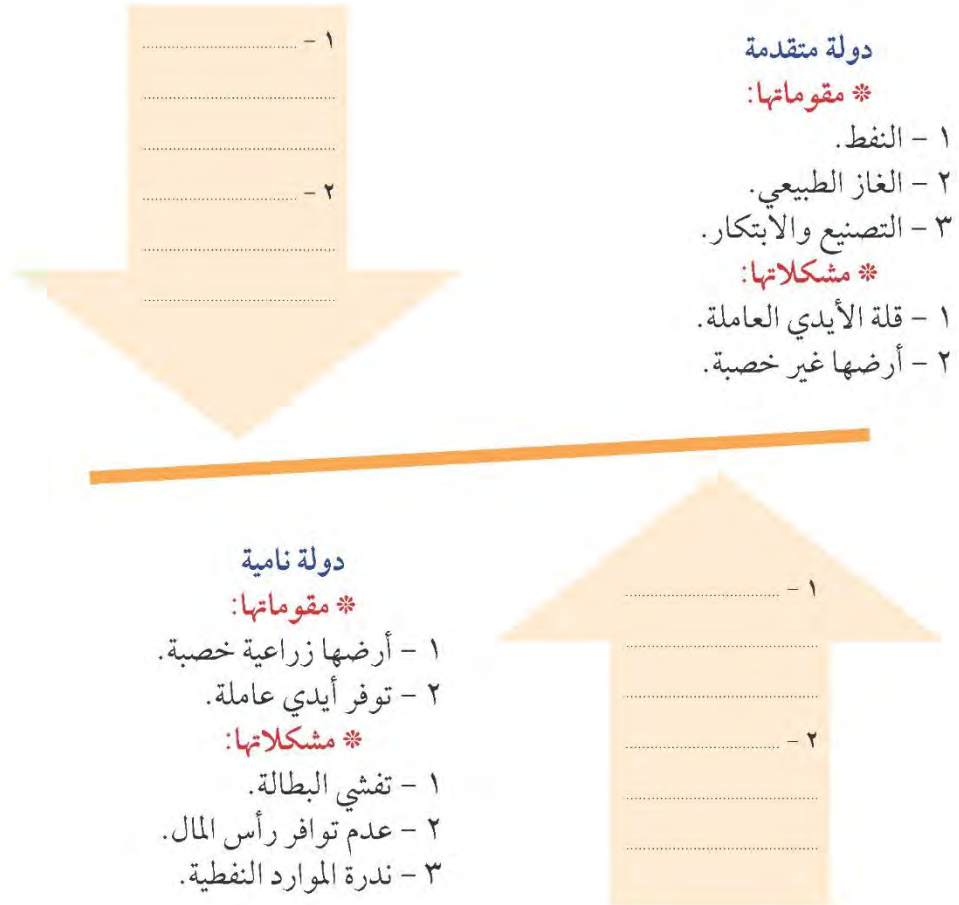 دولة متقدمة
* مقوماتها:
١ - النفط.
٢ - الغاز الطبيعي.
٣ - التصنيع والابتكار.
* مشكلاتها:
١ - قلة الأيدي العاملة.
٢ - أرضها غير خصبة.
١ - ..............................
..............................
..............................
٢ - ..............................
..............................
..............................
دولة نامية
* مقوماتها:
١ - أرضها زراعية خصبة.
٢ - توفر أيدي عاملة.
* مشكلاتها:
١ - تفشي البطالة.
٢ - عدم توافر رأس المال.
٣ - ندرة الموارد النفطية.
١ - ..............................
..............................
..............................
٢ - ..............................
..............................
..............................